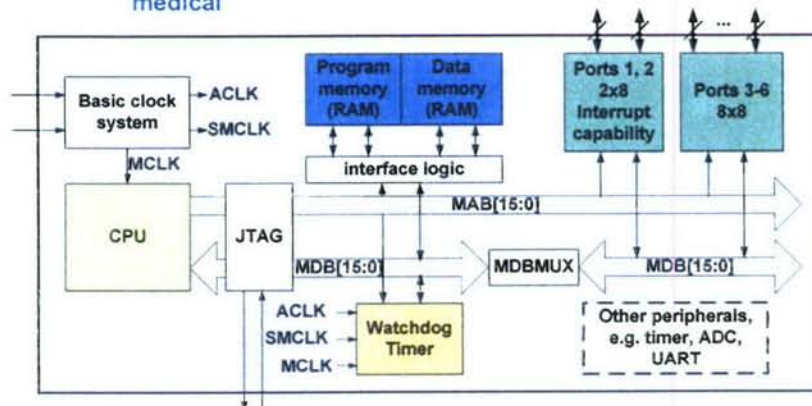 medical
...
Program
memory
(RAM)
Data
memory
(RAM)
Ports 1, 2
2x8
Interrupt
capability
Ports 3-6
8x8
Basic clock
system
ACLK
SMCLK
MCLK
interface logic
MAB[15:0]
CPU
JTAG
MDB[15:0]
MDBMUX
MDB[15:0]
ACLK
SMCLK
MCLK
Watchdog
Timer
Other peripherals,
e.g. timer, ADC,
UART